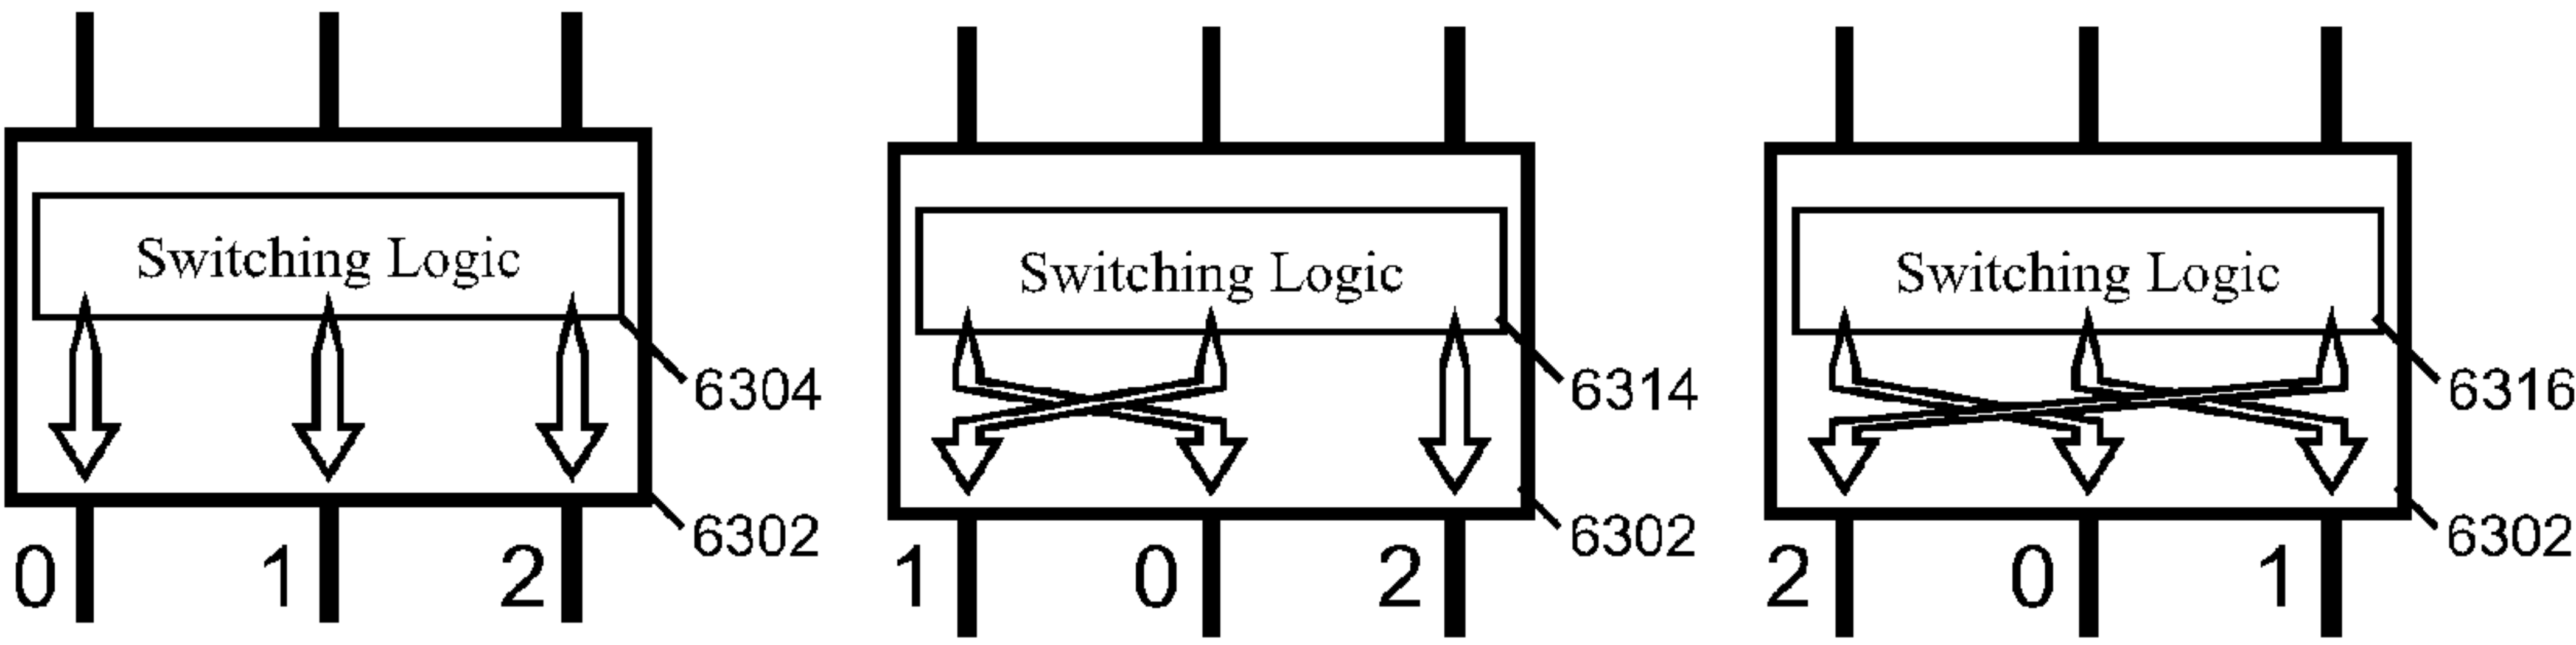 Switching Logic
6304
6302
0 1 2
Switching Logic
6314
6302
1 0 2
Switching Logic
6316
6302
2 0 1